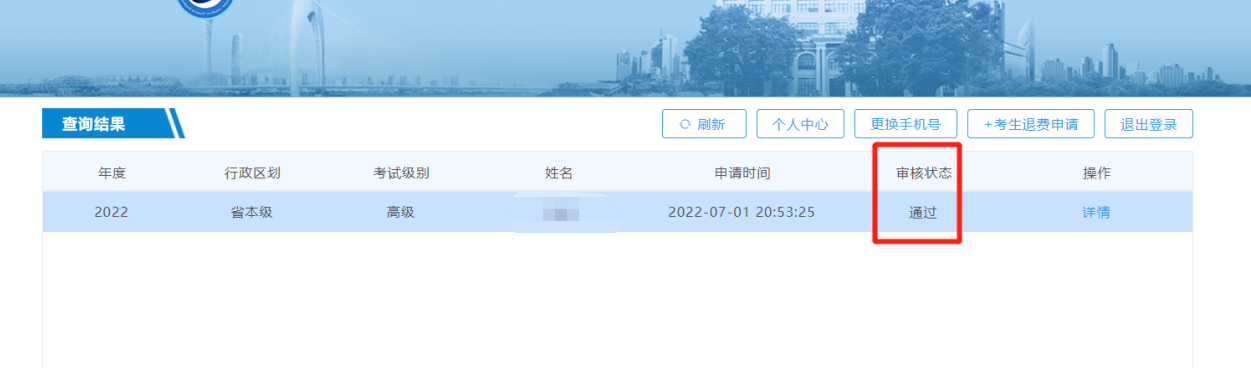 查询结果
刷新 个人中心 更换手机号 +考生退费申请 退出登录
年度 行政区划 考试级别 姓名 申请时间 审核状态 操作
2022 省本级 高级 2022-07-01 20:53:25 通过 详情